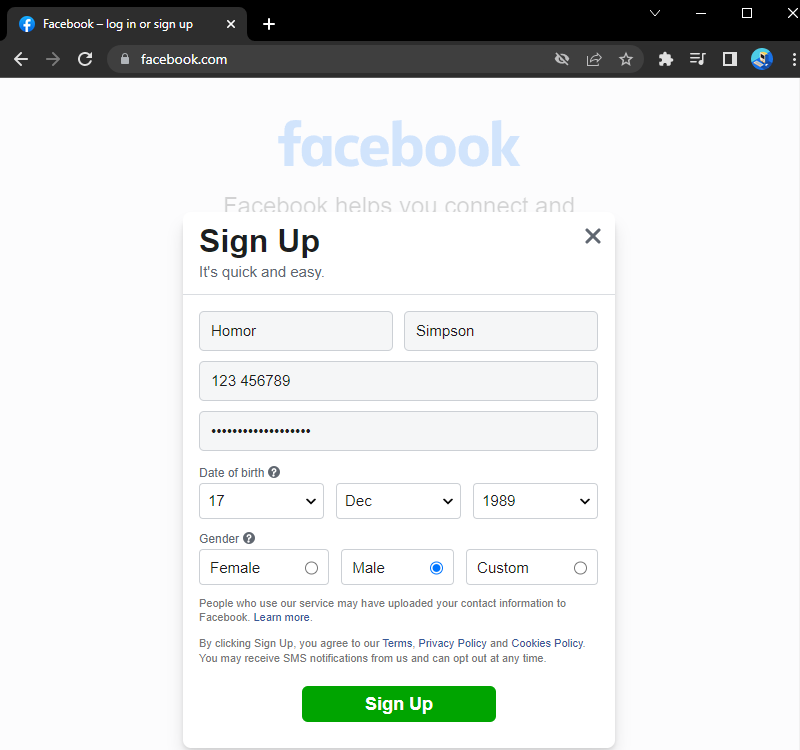 Facebook – log in or sign up
facebook.com
facebook
Facebook helps you connect and
Sign Up
It's quick and easy.
Homor Simpson
123 456789
•••••••••••••••••••
Date of birth ?
17 Dec 1989
Gender ?
Female Male Custom
People who use our service may have uploaded your contact information to
Facebook. Learn more.
By clicking Sign Up, you agree to our Terms, Privacy Policy and Cookies Policy.
You may receive SMS notifications from us and can opt out at any time.
Sign Up